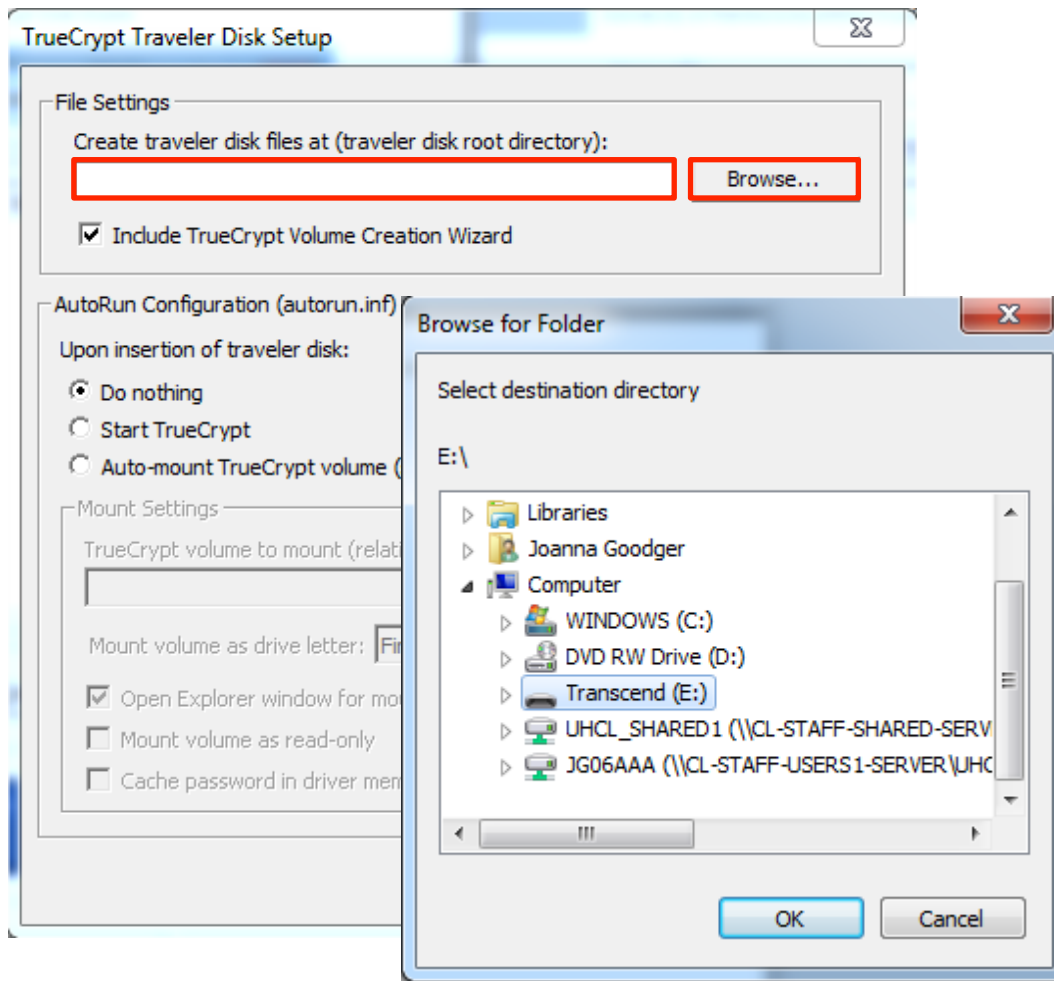 TrueCrypt Traveler Disk Setup
File Settings
Create traveler disk files at (traveler disk root directory):
Browse...
Include TrueCrypt Volume Creation Wizard
AutoRun Configuration (autorun.inf)
Upon insertion of traveler disk:
Do nothing
Start TrueCrypt
Auto-mount TrueCrypt volume (
Mount Settings
TrueCrypt volume to mount (relati
Mount volume as drive letter:
Open Explorer window for mou
Mount volume as read-only
Cache password in driver mem
Browse for Folder
Select destination directory
E:\
Libraries
Joanna Goodger
Computer
WINDOWS (C:)
DVD RW Drive (D:)
Transcend (E:)
UHCL_SHARED1 (\\CL-STAFF-SHARED-SERV
JG06AAA (\\CL-STAFF-USERS1-SERVER\UHC
OK
Cancel